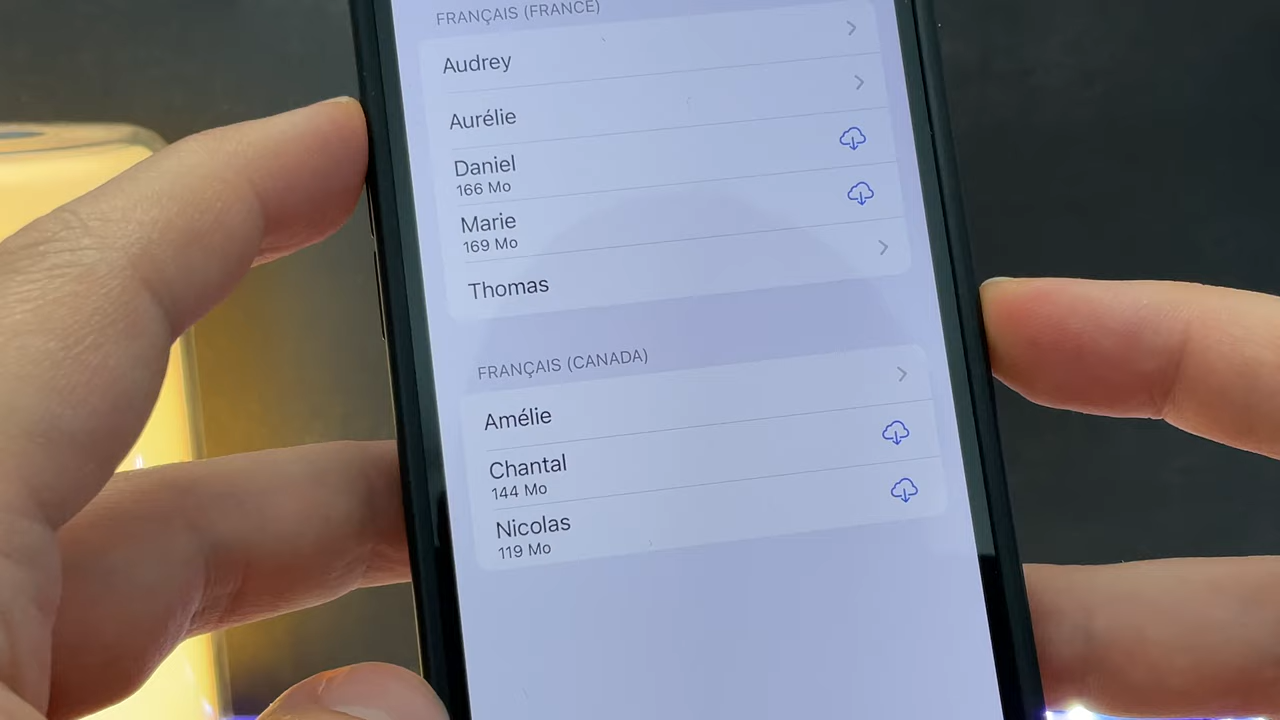 FRANÇAIS (FRANCE)
Audrey
Aurélie
Daniel
166 Mo
Marie
169 Mo
Thomas
FRANÇAIS (CANADA)
Amélie
Chantal
144 Mo
Nicolas
119 Mo